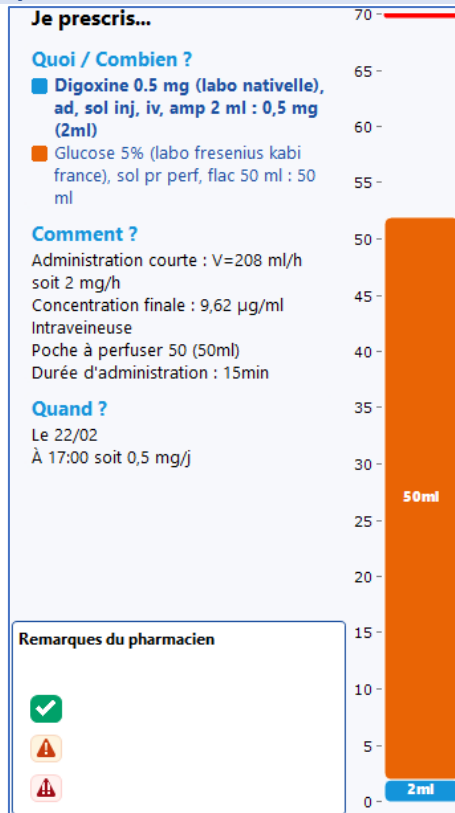 Je prescris...
Quoi / Combien ?
Digoxine 0.5 mg (labo nativelle),
ad, sol inj, iv, amp 2 ml : 0,5 mg
(2ml)
Glucose 5% (labo fresenius kabi
france), sol pr perf, flac 50 ml : 50
ml
Comment ?
Administration courte : V=208 ml/h
soit 2 mg/h
Concentration finale : 9,62 µg/ml
Intraveineuse
Poche à perfuser 50 (50ml)
Durée d'administration : 15min
Quand ?
Le 22/02
À 17:00 soit 0,5 mg/j
Remarques du pharmacien
70
65
60
55
50
45
40
35
30
25
20
15
10
5
0
50ml
2ml